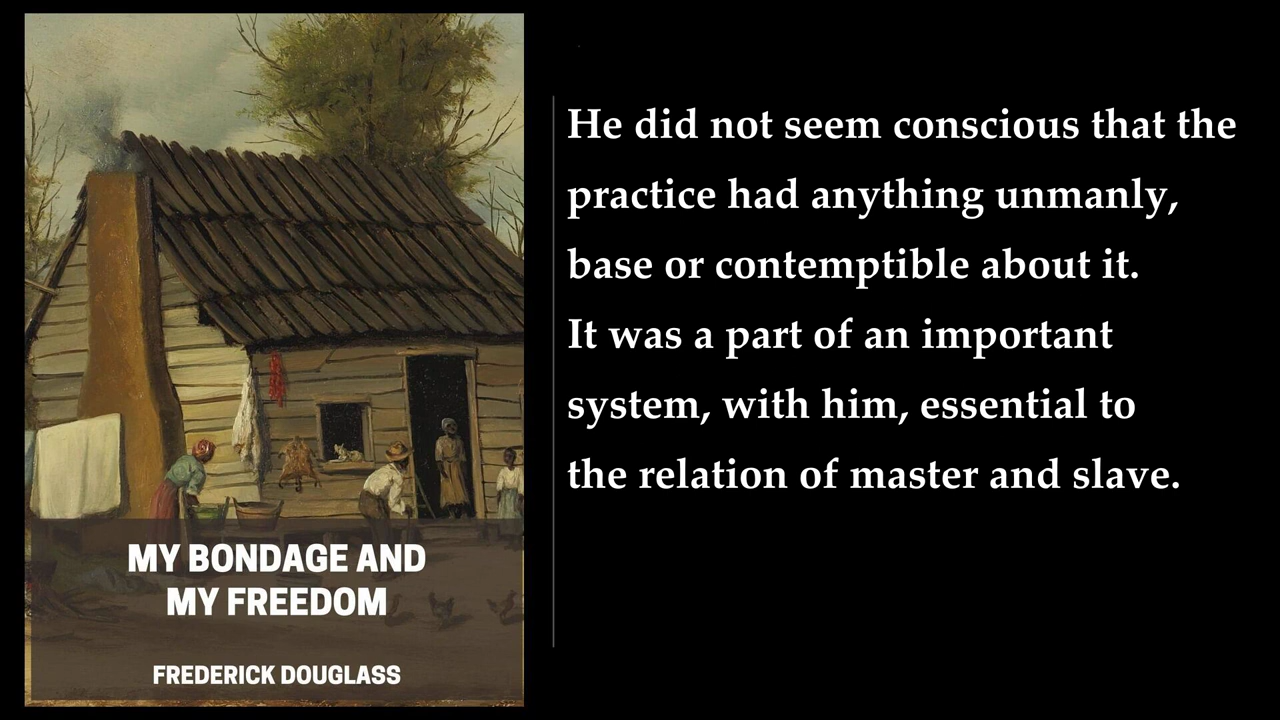 He did not seem conscious that the
practice had anything unmanly,
base or contemptible about it.
It was a part of an important
system, with him, essential to
the relation of master and slave.
MY BONDAGE AND
MY FREEDOM
FREDERICK DOUGLASS